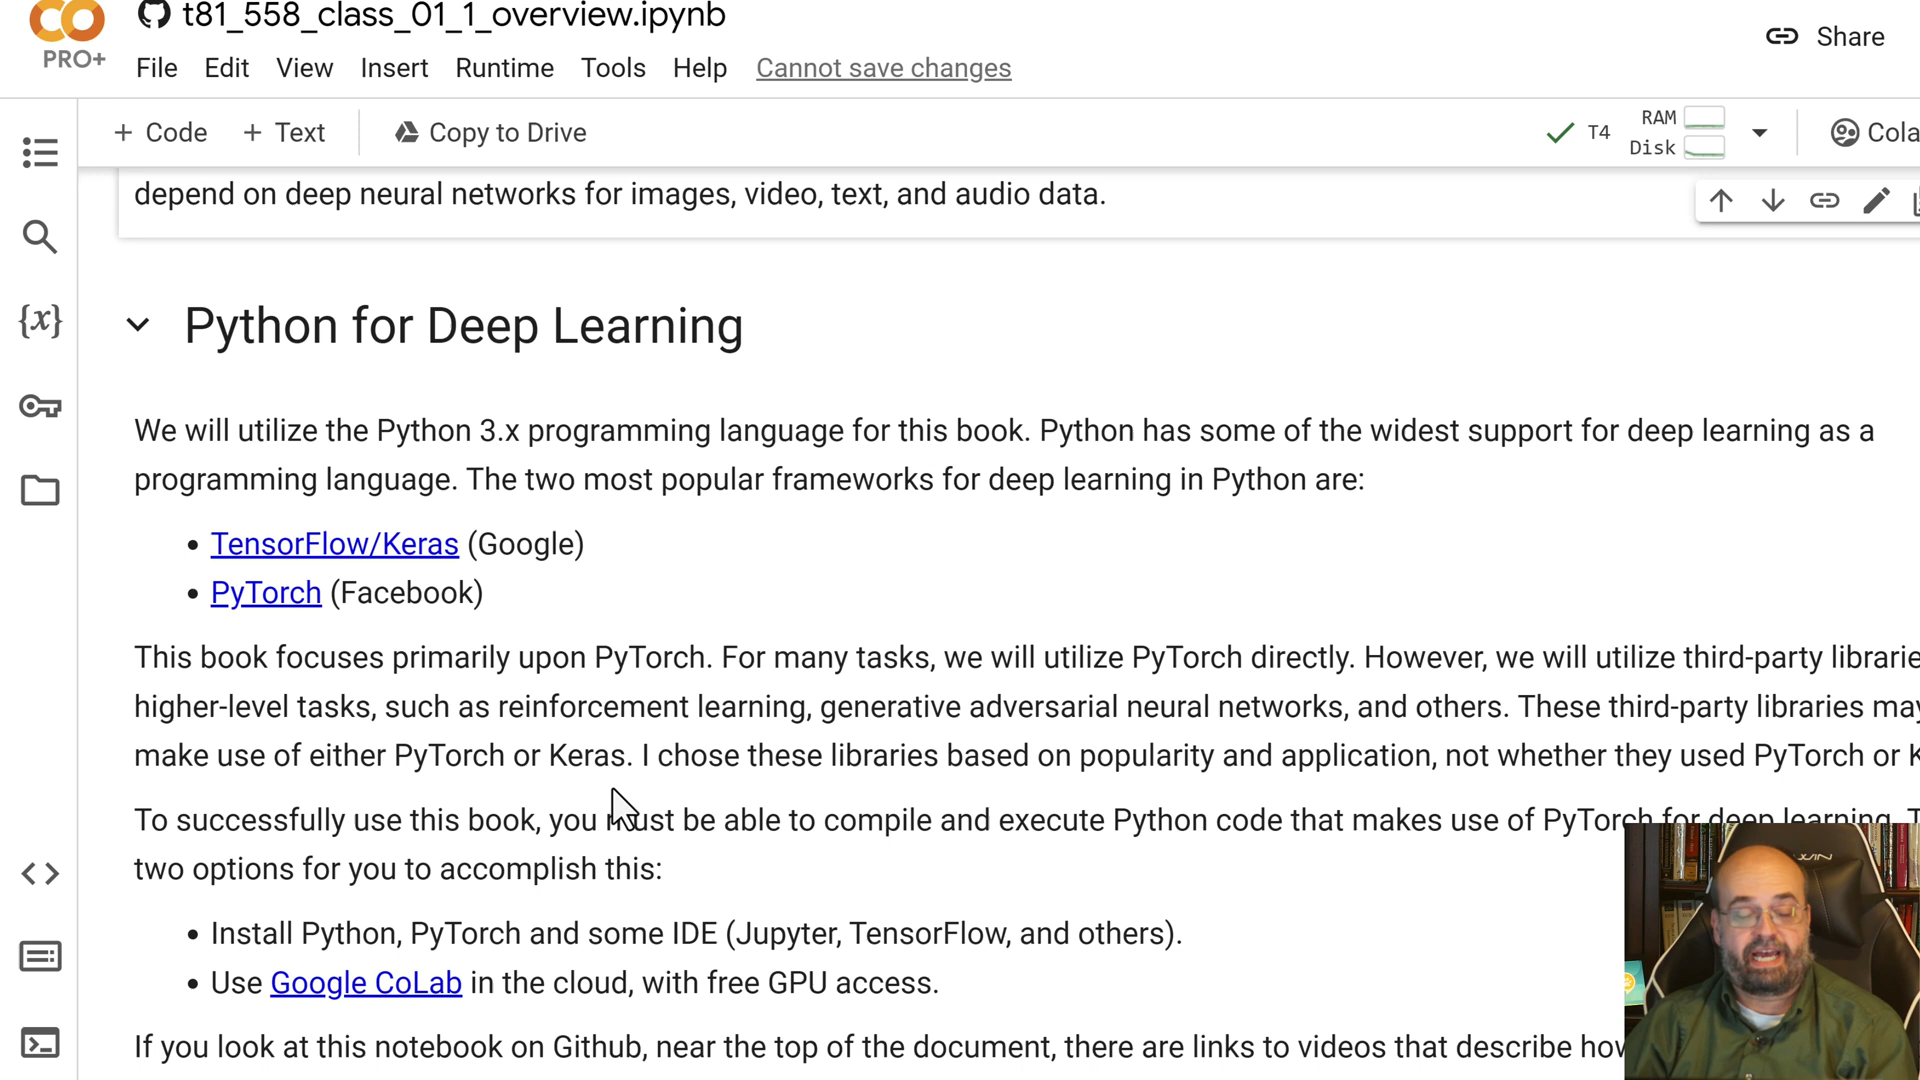 t81_558_class_01_1_overview.ipynb
PRO+
File Edit View Insert Runtime Tools Help Cannot save changes
Share
+ Code + Text Copy to Drive
T4 RAM Disk
Cola
depend on deep neural networks for images, video, text, and audio data.
Python for Deep Learning
We will utilize the Python 3.x programming language for this book. Python has some of the widest support for deep learning as a
programming language. The two most popular frameworks for deep learning in Python are:
• TensorFlow/Keras (Google)
• PyTorch (Facebook)
This book focuses primarily upon PyTorch. For many tasks, we will utilize PyTorch directly. However, we will utilize third-party librarie
higher-level tasks, such as reinforcement learning, generative adversarial neural networks, and others. These third-party libraries may
make use of either PyTorch or Keras. I chose these libraries based on popularity and application, not whether they used PyTorch or K
To successfully use this book, you must be able to compile and execute Python code that makes use of PyTorch for deep learning. T
two options for you to accomplish this:
• Install Python, PyTorch and some IDE (Jupyter, TensorFlow, and others).
• Use Google CoLab in the cloud, with free GPU access.
If you look at this notebook on Github, near the top of the document, there are links to videos that describe how